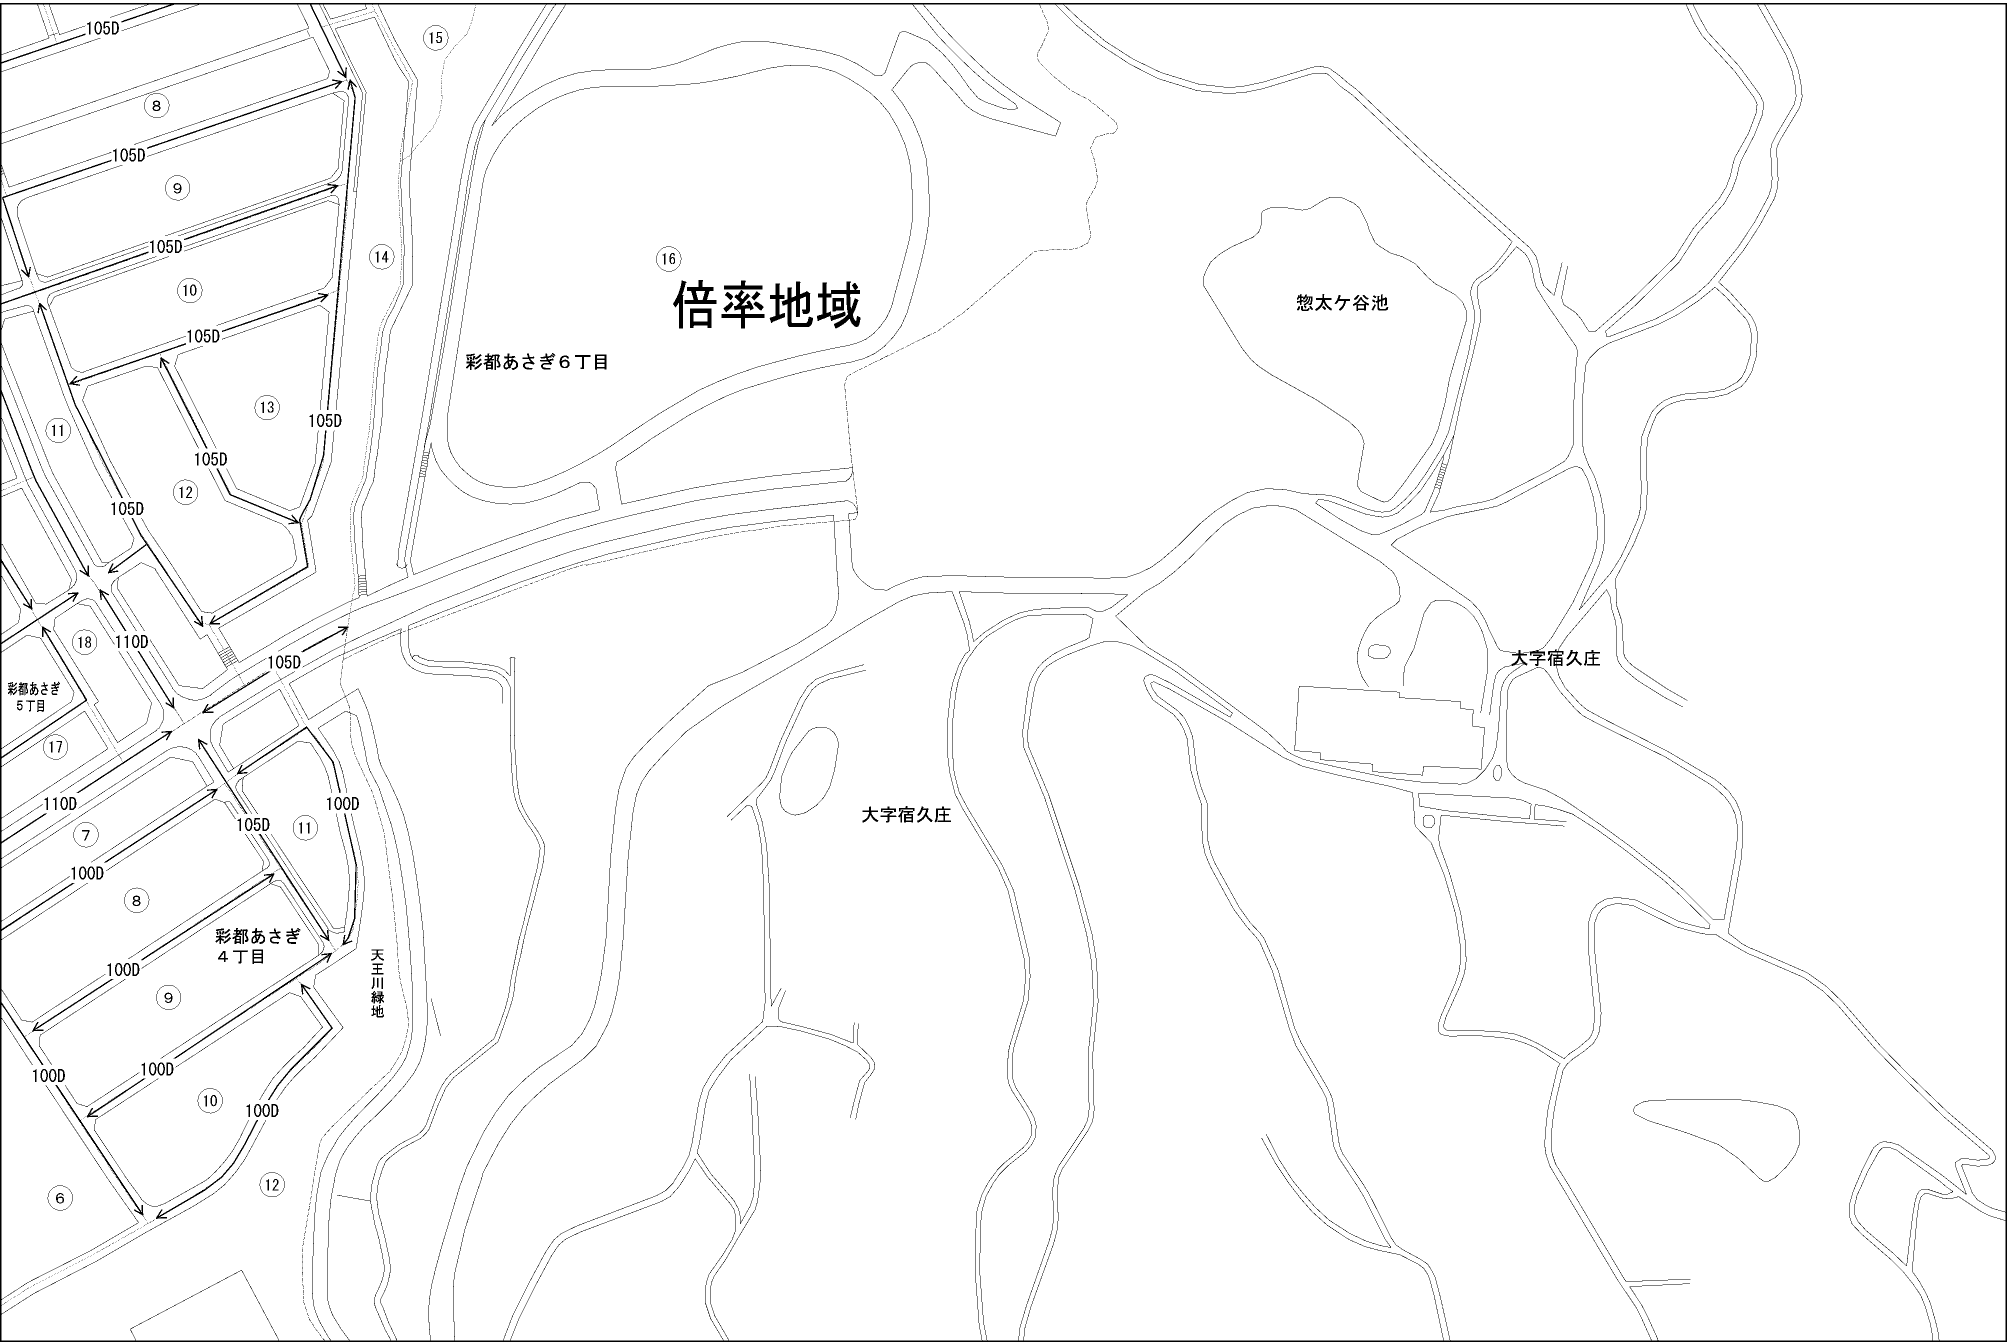 105D
⑮
⑧
105D
⑨
105D
⑭
⑯
⑩
倍率地域
惣太ケ谷池
105D
彩都あさぎ６丁目
⑬
105D
⑪
105D
⑫
105D
⑱
110D
105D
大字宿久庄
彩都あさぎ
５丁目
⑰
110D
100D
大字宿久庄
105D
⑪
⑦
100D
⑧
彩都あさぎ
４丁目
天王川緑地
100D
⑨
100D
100D
⑩
100D
⑫
⑥